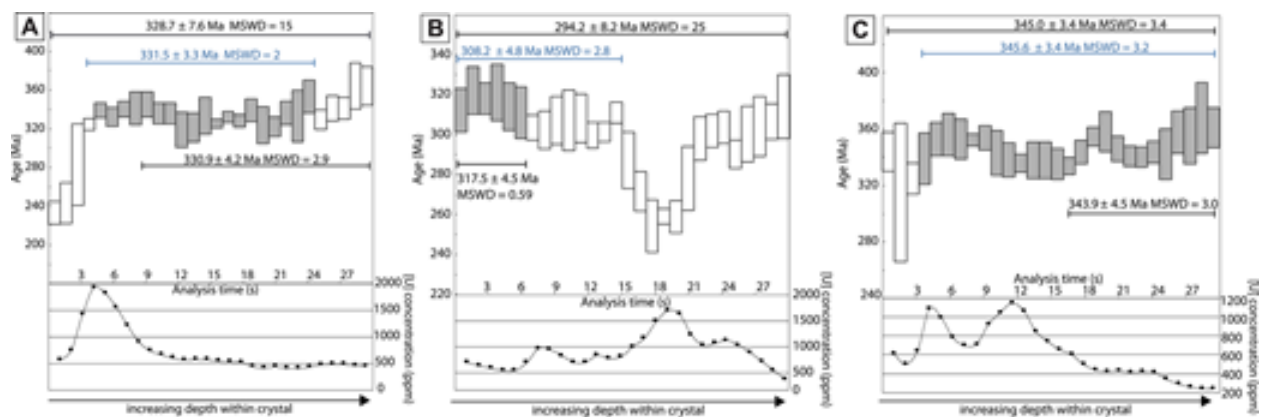 A
328.7 ± 7.6 Ma MSWD = 15
331.5 ± 3.3 Ma MSWD = 2
400
360
320
280
240
200
Age (Ma)
330.9 ± 4.2 Ma MSWD = 2.9
3 6 9 12 15 18 21 24 27
Analysis time (s)
2000
1500
1000
500
0
[U] concentration (ppm)
increasing depth within crystal
B
294.2 ± 8.2 Ma MSWD = 25
308.2 ± 4.8 Ma MSWD = 2.8
340
320
300
280
260
240
220
Age (Ma)
317.5 ± 4.5 Ma
MSWD = 0.59
3 6 9 12 15 18 21 24 27
Analysis time (s)
2000
1500
1000
500
0
[U] concentration (ppm)
increasing depth within crystal
C
345.0 ± 3.4 Ma MSWD = 3.4
345.6 ± 3.4 Ma MSWD = 3.2
400
360
320
280
240
Age (Ma)
343.9 ± 4.5 Ma MSWD = 3.0
3 6 9 12 15 18 21 24 27
Analysis time (s)
1200
1000
800
600
400
200
[U] concentration (ppm)
increasing depth within crystal